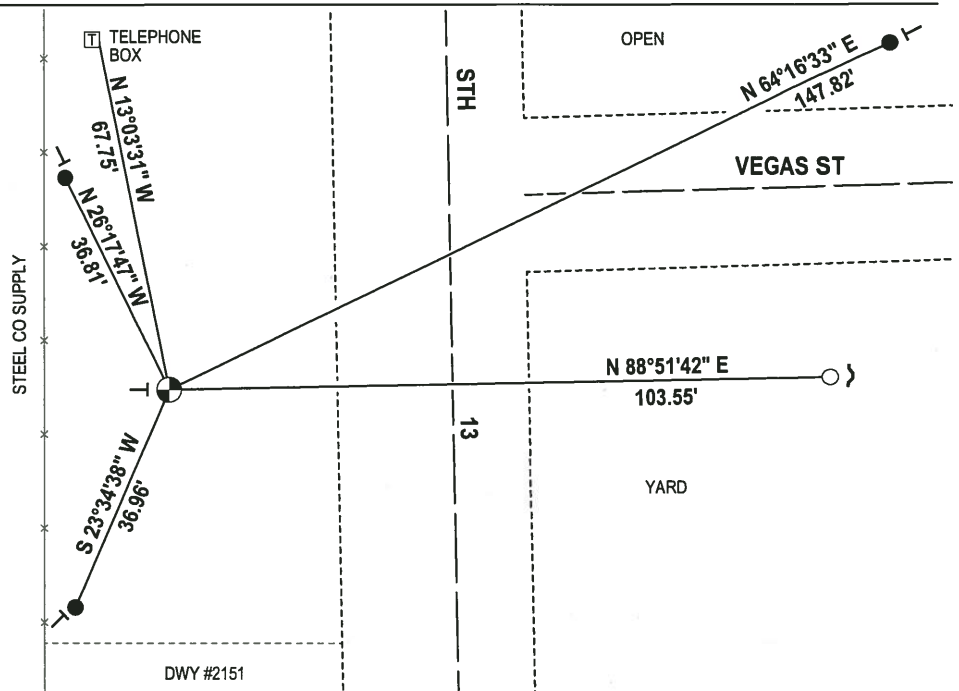 T TELEPHONE
BOX
OPEN
N 64°16'33" E
147.82'
STH
N 13°03'31" W
67.75'
VEGAS ST
N 26°17'47" W
36.81'
STEEL CO SUPPLY
N 88°51'42" E
103.55'
13
S 23°34'38" W
36.96'
YARD
DWY #2151